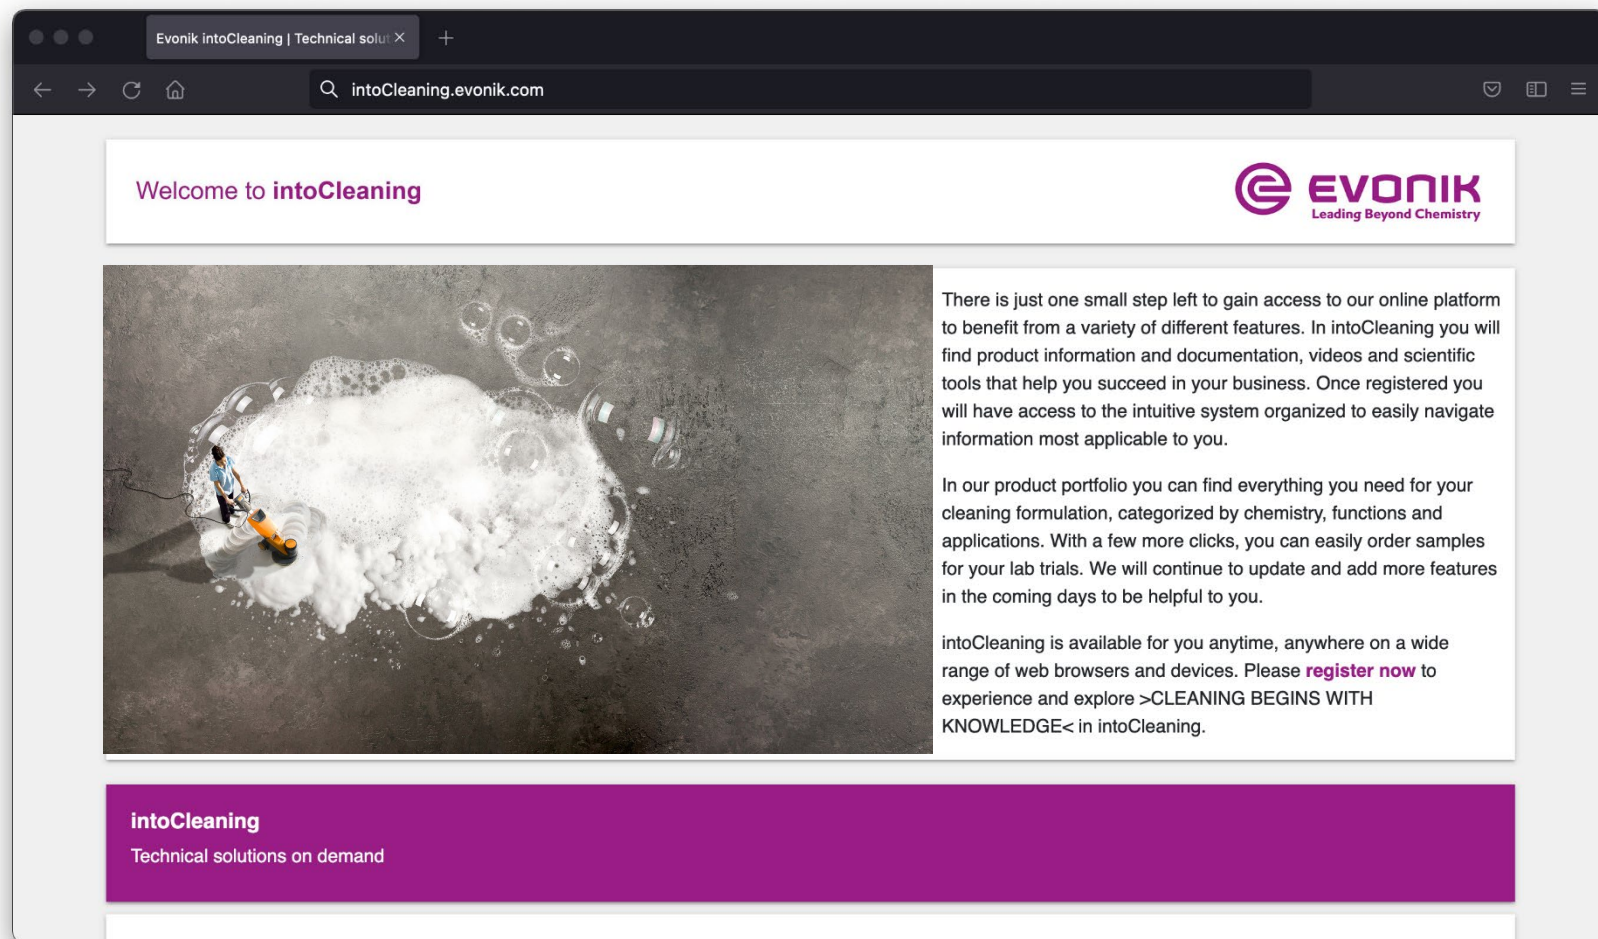 Evonik intoCleaning | Technical solut
intoCleaning.evonik.com
Welcome to intoCleaning
EVONIK
Leading Beyond Chemistry
There is just one small step left to gain access to our online platform
to benefit from a variety of different features. In intoCleaning you will
find product information and documentation, videos and scientific
tools that help you succeed in your business. Once registered you
will have access to the intuitive system organized to easily navigate
information most applicable to you.
In our product portfolio you can find everything you need for your
cleaning formulation, categorized by chemistry, functions and
applications. With a few more clicks, you can easily order samples
for your lab trials. We will continue to update and add more features
in the coming days to be helpful to you.
intoCleaning is available for you anytime, anywhere on a wide
range of web browsers and devices. Please register now to
experience and explore >CLEANING BEGINS WITH
KNOWLEDGE< in intoCleaning.
intoCleaning
Technical solutions on demand